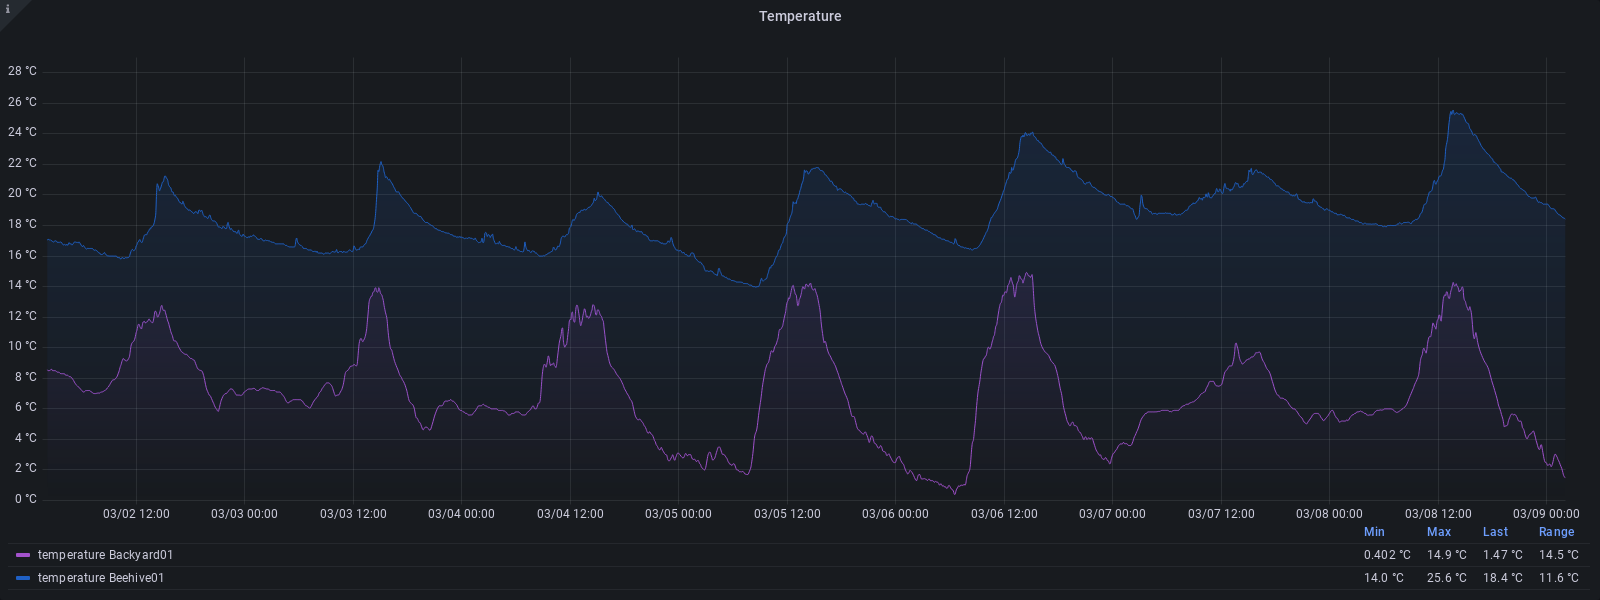 i
Temperature
28 °C
26 °C
24 °C
22 °C
20 °C
18 °C
16 °C
14 °C
12 °C
10 °C
8 °C
6 °C
4 °C
2 °C
0 °C
03/02 12:00 03/03 00:00 03/03 12:00 03/04 00:00 03/04 12:00 03/05 00:00 03/05 12:00 03/06 00:00 03/06 12:00 03/07 00:00 03/07 12:00 03/08 00:00 03/08 12:00 03/09 00:00
Min Max Last Range
temperature Backyard01 0.402 °C 14.9 °C 1.47 °C 14.5 °C
temperature Beehive01 14.0 °C 25.6 °C 18.4 °C 11.6 °C